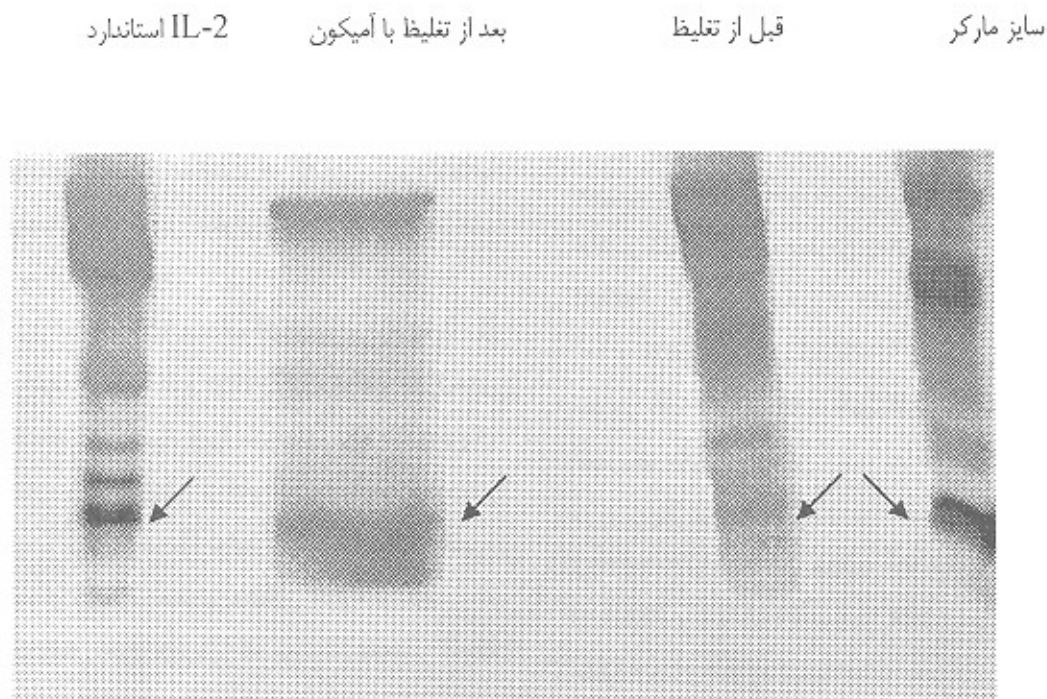 سایز مارکر
قبل از تغلیظ
بعد از تغلیظ با آمیکون
IL-2 استاندارد